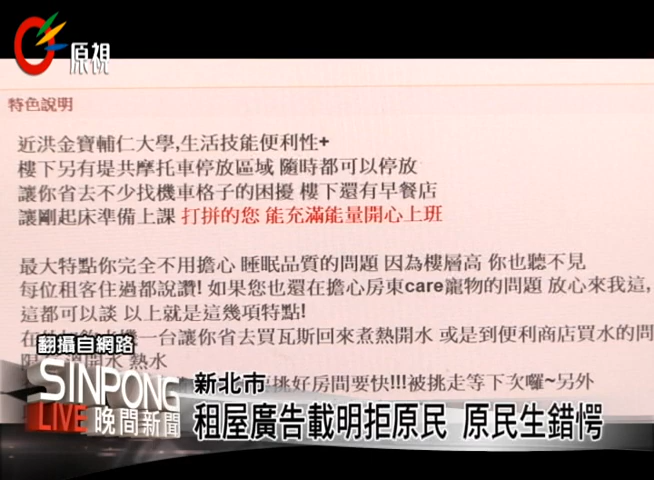 原視
特色說明
近洪金寶輔仁大學,生活技能便利性+
樓下另有堤共摩托車停放區域 隨時都可以停放
讓你省去不少找機車格子的困擾 樓下還有早餐店
讓剛起床準備上課 打拼的您 能充滿能量開心上班
最大特點你完全不用擔心 睡眠品質的問題 因為樓層高 你也聽不見
每位租客住過都說讚! 如果您也還在擔心房東care寵物的問題 放心來我這,
這都可以談 以上就是這幾項特點!
一台讓你省去買瓦斯回來煮熱開水 或是到便利商店買水的問
開水 熱水
要挑好房間要快!!!被挑走等下次囉~另外
翻攝自網路
SINPONG
LIVE 晚間新聞
新北市
租屋廣告載明拒原民 原民生錯愕